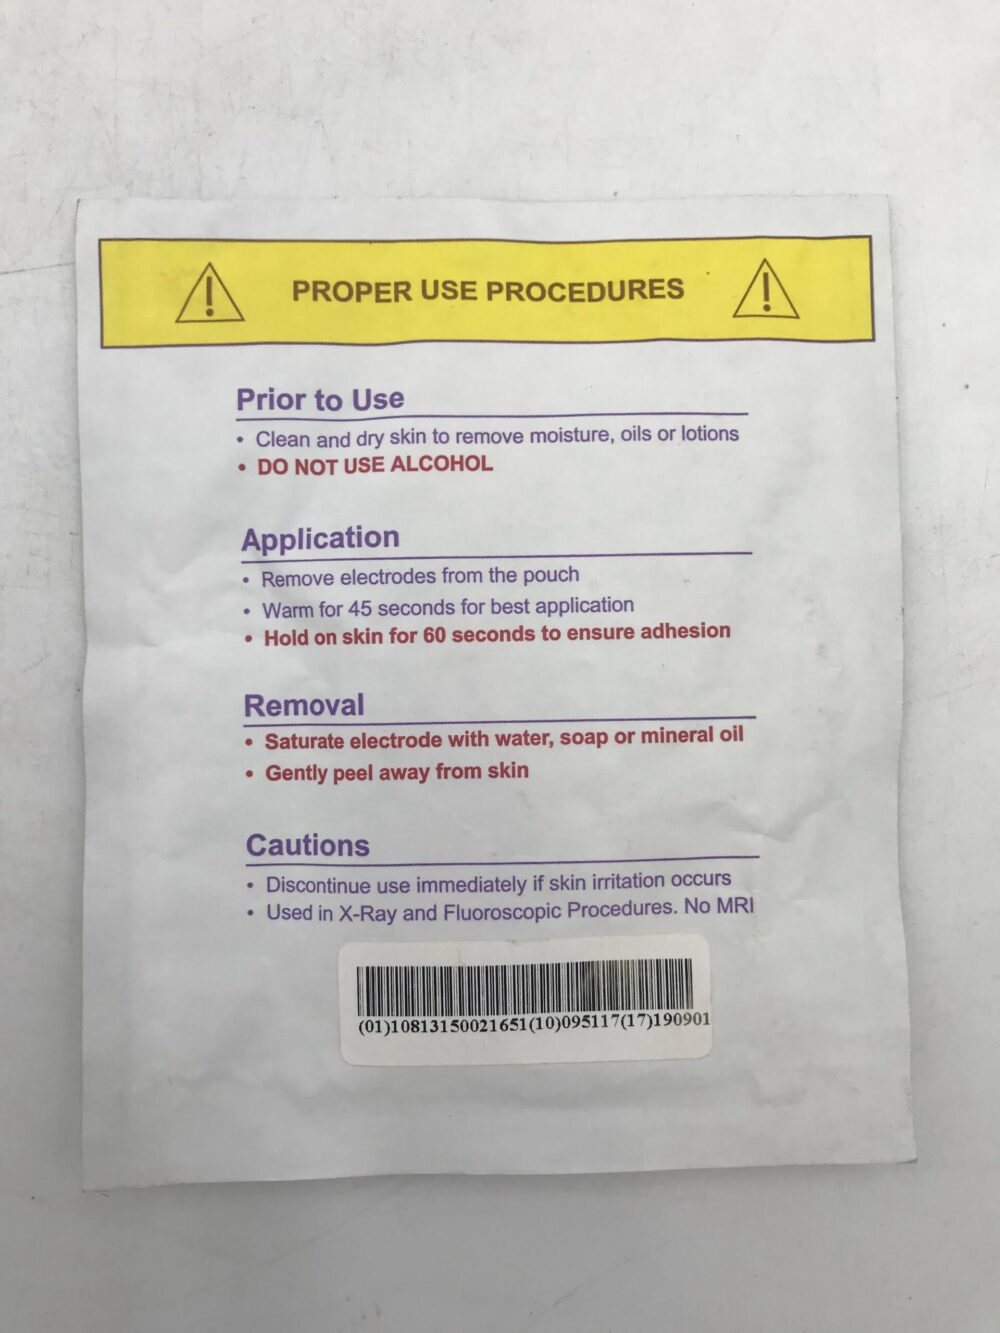 PROPER USE PROCEDURES
Prior to Use
• Clean and dry skin to remove moisture, oils or lotions
• DO NOT USE ALCOHOL
Application
• Remove electrodes from the pouch
• Warm for 45 seconds for best application
• Hold on skin for 60 seconds to ensure adhesion
Removal
• Saturate electrode with water, soap or mineral oil
• Gently peel away from skin
Cautions
• Discontinue use immediately if skin irritation occurs
• Used in X-Ray and Fluoroscopic Procedures. No MRI
(01)10813150021651(10)095117(17)190901